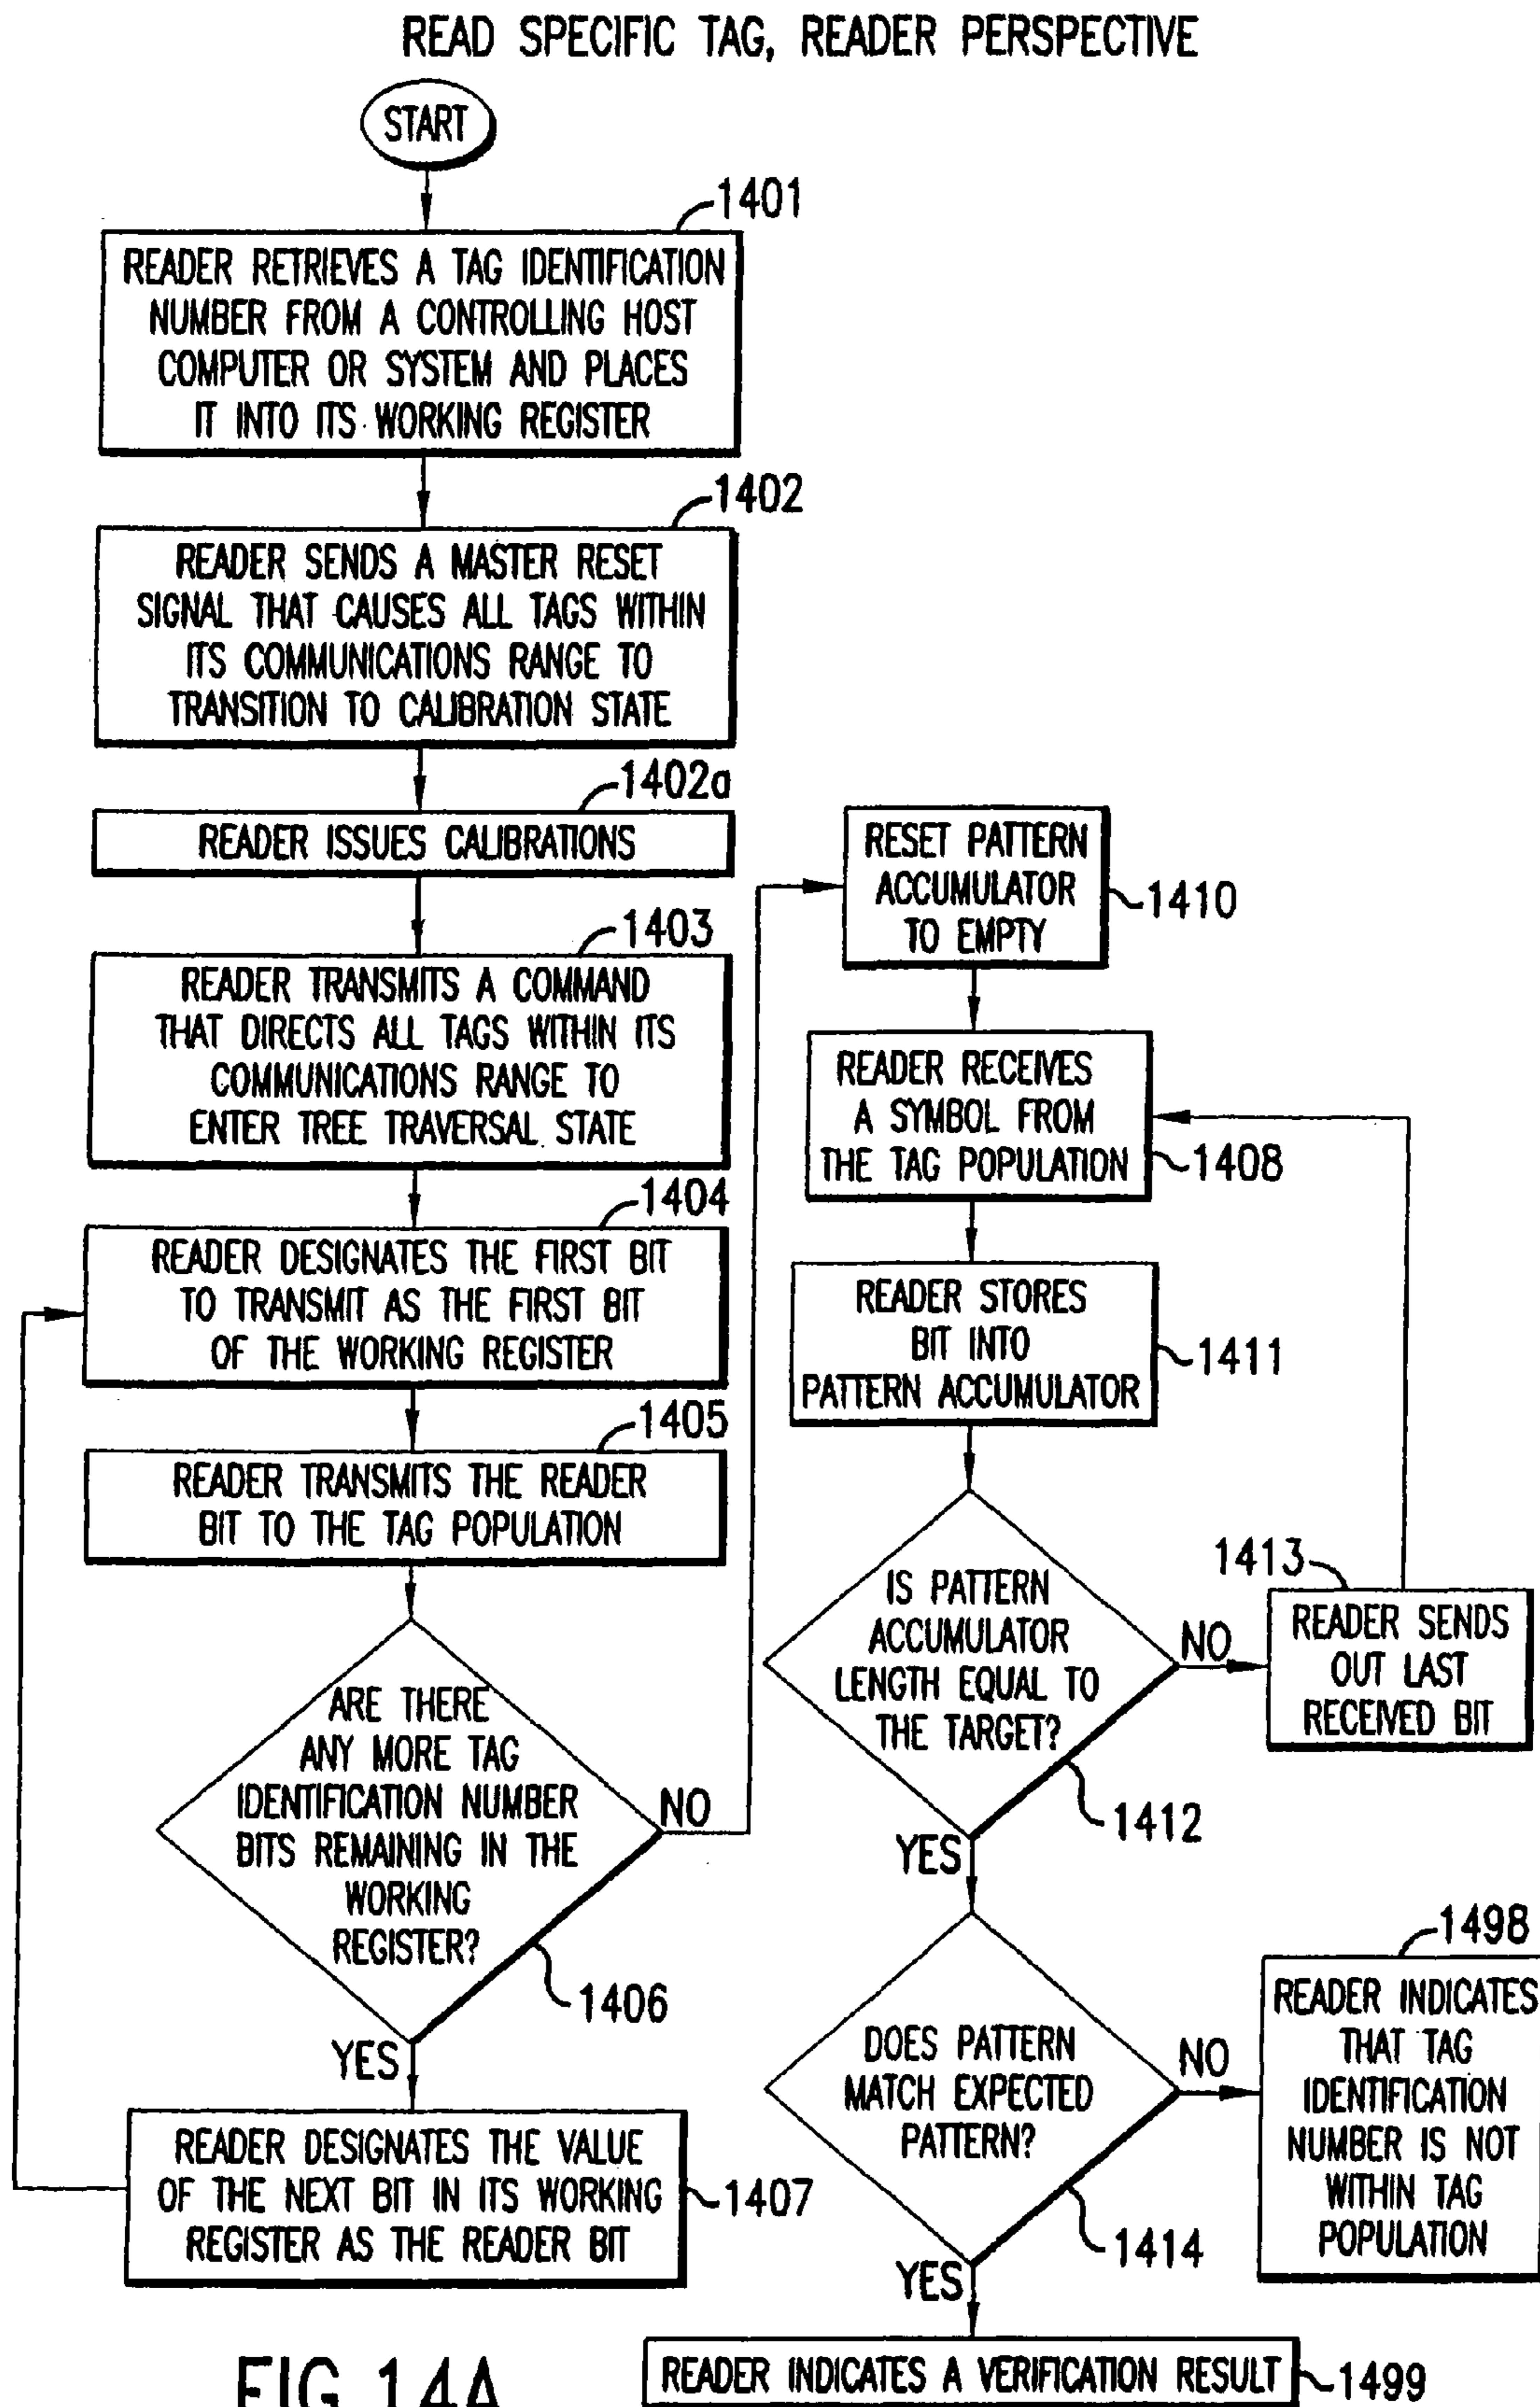 READ SPECIFIC TAG, READER PERSPECTIVE
START
1401
READER RETRIEVES A TAG IDENTIFICATION
NUMBER FROM A CONTROLLING HOST
COMPUTER OR SYSTEM AND PLACES
IT INTO ITS WORKING REGISTER
1402
READER SENDS A MASTER RESET
SIGNAL THAT CAUSES ALL TAGS WITHIN
ITS COMMUNICATIONS RANGE TO
TRANSITION TO CALIBRATION STATE
1402a
READER ISSUES CALIBRATIONS
1403
READER TRANSMITS A COMMAND
THAT DIRECTS ALL TAGS WITHIN ITS
COMMUNICATIONS RANGE TO
ENTER TREE TRAVERSAL STATE
1404
READER DESIGNATES THE FIRST BIT
TO TRANSMIT AS THE FIRST BIT
OF THE WORKING REGISTER
1405
READER TRANSMITS THE READER
BIT TO THE TAG POPULATION
ARE THERE
ANY MORE TAG
IDENTIFICATION NUMBER
BITS REMAINING IN THE
WORKING
REGISTER?
NO
1406
YES
READER DESIGNATES THE VALUE
OF THE NEXT BIT IN ITS WORKING
REGISTER AS THE READER BIT
1407
RESET PATTERN
ACCUMULATOR
TO EMPTY
1410
READER RECEIVES
A SYMBOL FROM
THE TAG POPULATION
1408
READER STORES
BIT INTO
PATTERN ACCUMULATOR
1411
IS PATTERN
ACCUMULATOR
LENGTH EQUAL TO
THE TARGET?
NO
1412
YES
1413
READER SENDS
OUT LAST
RECEIVED BIT
DOES PATTERN
MATCH EXPECTED
PATTERN?
NO
1414
YES
1498
READER INDICATES
THAT TAG
IDENTIFICATION
NUMBER IS NOT
WITHIN TAG
POPULATION
READER INDICATES A VERIFICATION RESULT
1499
FIG.14A